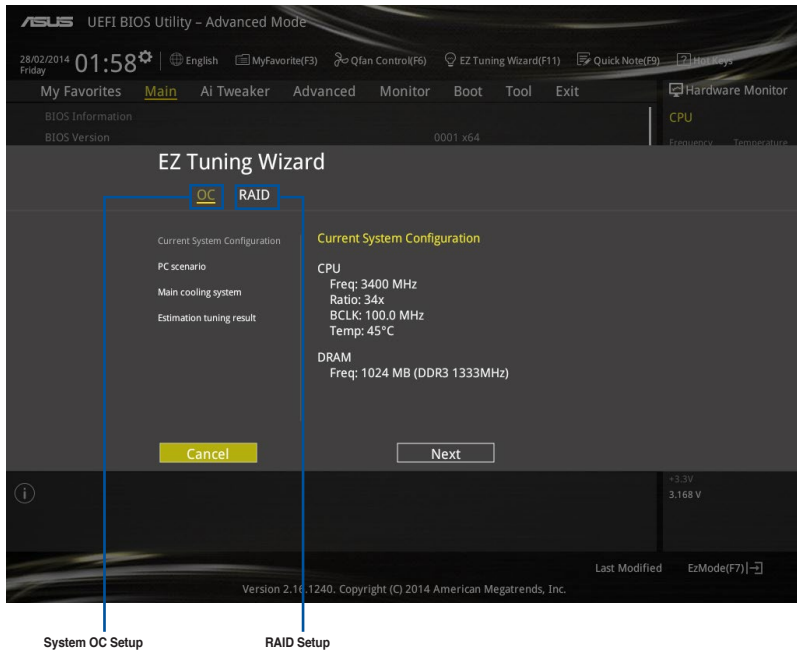 ASUS UEFI BIOS Utility – Advanced Mode
28/02/2014 Friday 01:58 English MyFavorite(F3) Qfan Control(F6) EZ Tuning Wizard(F11) Quick Note(F9) ? Hot Keys
My Favorites Main Ai Tweaker Advanced Monitor Boot Tool Exit Hardware Monitor
BIOS Information
CPU
BIOS Version 0001 x64
Frequency Temperature
EZ Tuning Wizard
OC RAID
Current System Configuration
PC scenario
Main cooling system
Estimation tuning result
Current System Configuration
CPU
Freq: 3400 MHz
Ratio: 34x
BCLK: 100.0 MHz
Temp: 45°C
DRAM
Freq: 1024 MB (DDR3 1333MHz)
Cancel Next
+3.3V
3.168 V
Last Modified EzMode(F7)
Version 2.16.1240. Copyright (C) 2014 American Megatrends, Inc.
System OC Setup RAID Setup